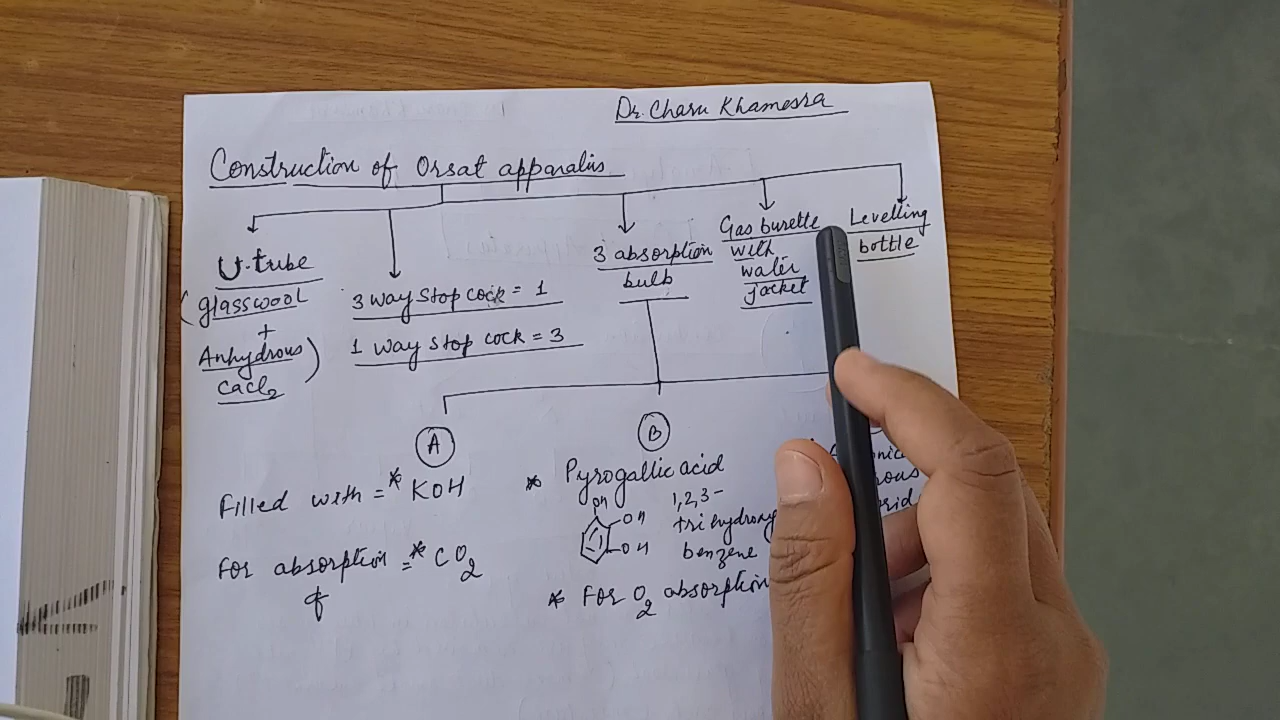 Dr. Charu Khamesra
Construction of Orsat apparatus
U-tube
(glasswool
+
Anhydrous)
CaCl2
3 way stop cock = 1
1 way stop cock = 3
3 absorption
bulb
Gas burette
with
water
jacket
Levelling
bottle
A
Filled with = * KOH
For absorption = * CO2
of
B
* Pyrogallic acid
OH
OH
OH
1,2,3-
tri hydroxy
benzene
* For O2 absorption